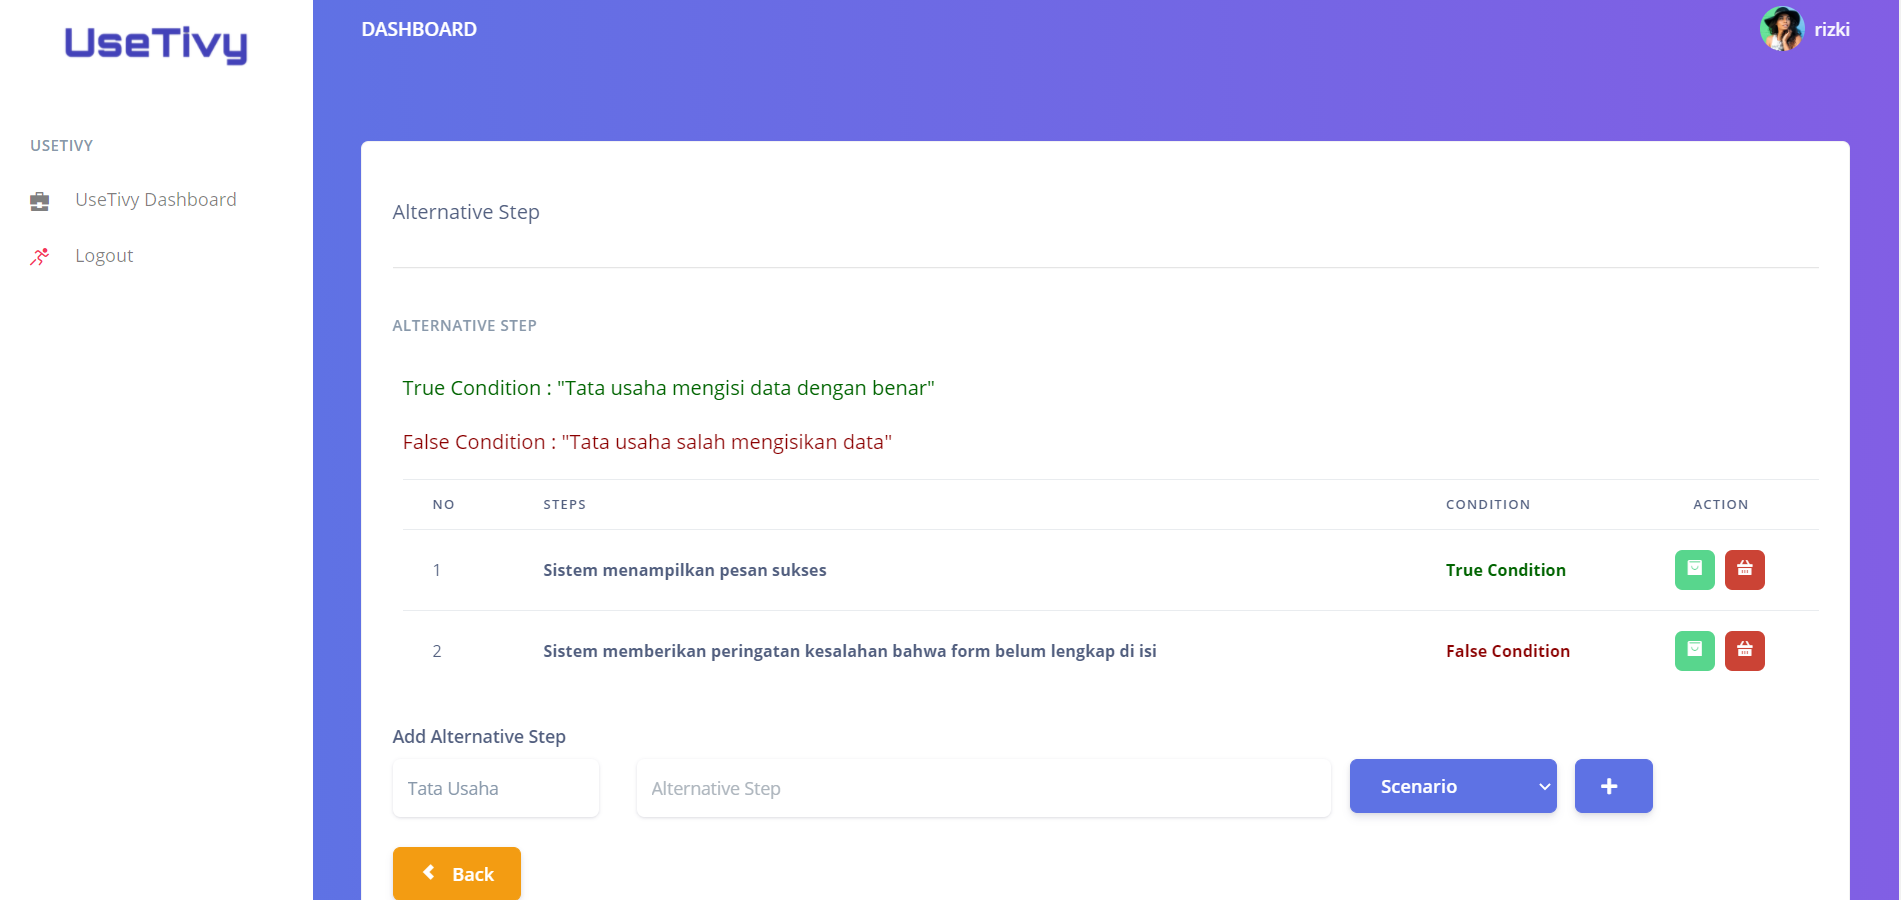 UseTivy
DASHBOARD
rizki
USETIVY
UseTivy Dashboard
Logout
Alternative Step
ALTERNATIVE STEP
True Condition : "Tata usaha mengisi data dengan benar"
False Condition : "Tata usaha salah mengisikan data"
NO STEPS CONDITION ACTION
1 Sistem menampilkan pesan sukses True Condition
2 Sistem memberikan peringatan kesalahan bahwa form belum lengkap di isi False Condition
Add Alternative Step
Tata Usaha Alternative Step Scenario
Back